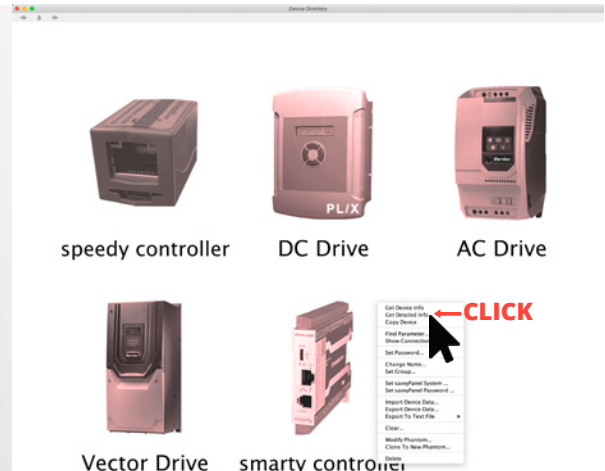 Device Directory
PL/X
speedy controller
DC Drive
AC Drive
Get Device Info
Get Detailed Info
CLICK
Copy Device
Find Parameter...
Show Connection
Set Password...
Change Name...
Set Group...
Set savvyPanel System ...
Set savvyPanel Password ...
Import Device Data...
Export Device Data...
Export To Text File
Clear...
Modify Phantom...
Clone To New Phantom...
Delete
Vector Drive
smarty controller